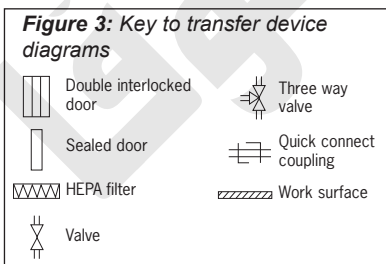 Figure 3: Key to transfer device
diagrams
Double interlocked
door
Sealed door
HEPA filter
Valve
Three way
valve
Quick connect
coupling
Work surface